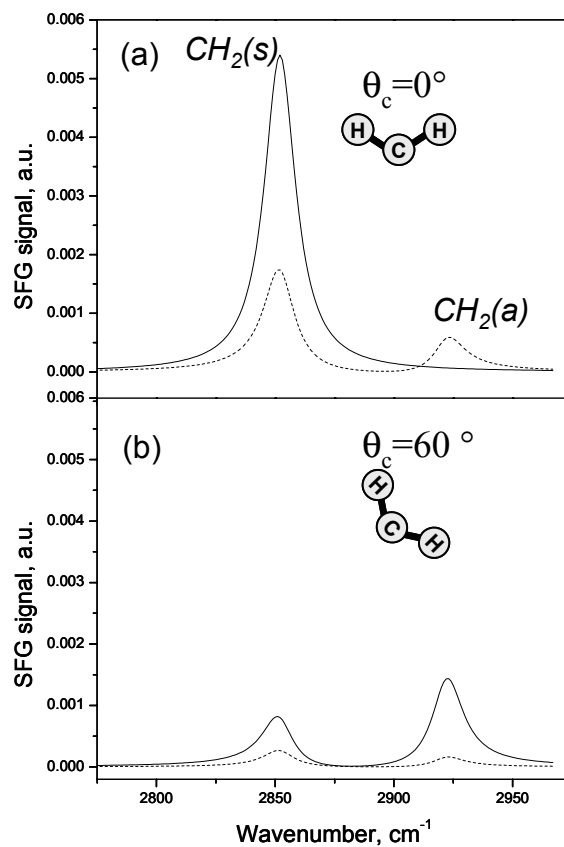 0.006
(a)
CH2(s)
θc=0°
H
H
C
0.005
0.004
0.003
0.002
0.001
0.000
CH2(a)
SFG signal, a.u.
0.006
(b)
θc=60 °
H
C
H
0.005
0.004
0.003
0.002
0.001
0.000
SFG signal, a.u.
2800
2850
2900
2950
Wavenumber, cm-1